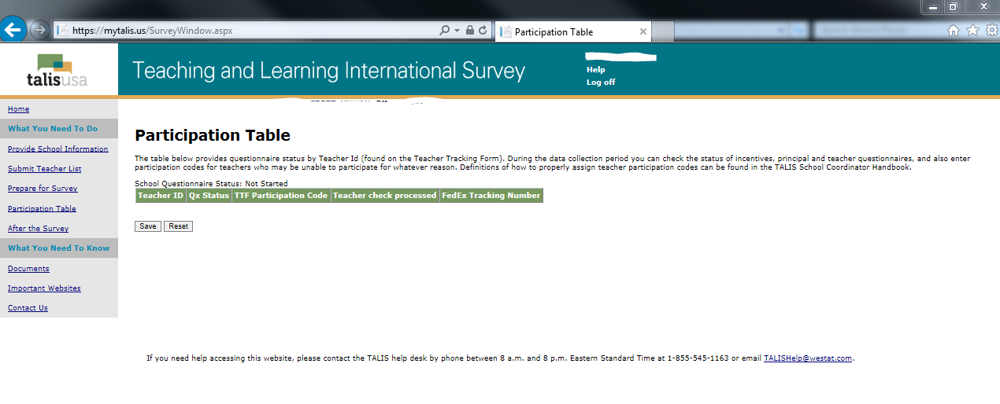 https://mytalis.us/SurveyWindow.aspx
Participation Table
talisusa
Teaching and Learning International Survey
Help
Log off
Home
What You Need To Do
Provide School Information
Submit Teacher List
Prepare for Survey
Participation Table
After the Survey
What You Need To Know
Documents
Important Websites
Contact Us
Participation Table
The table below provides questionnaire status by Teacher Id (found on the Teacher Tracking Form). During the data collection period you can check the status of incentives, principal and teacher questionnaires, and also enter
participation codes for teachers who may be unable to participate for whatever reason. Definitions of how to properly assign teacher participation codes can be found in the TALIS School Coordinator Handbook.
School Questionnaire Status: Not Started
Teacher ID Qx Status TTF Participation Code Teacher check processed FedEx Tracking Number
Save Reset
If you need help accessing this website, please contact the TALIS help desk by phone between 8 a.m. and 8 p.m. Eastern Standard Time at 1-855-545-1163 or email TALISHelp@westat.com.